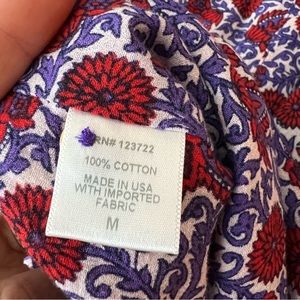 RN# 123722
100% COTTON
MADE IN USA
WITH IMPORTED
FABRIC
M